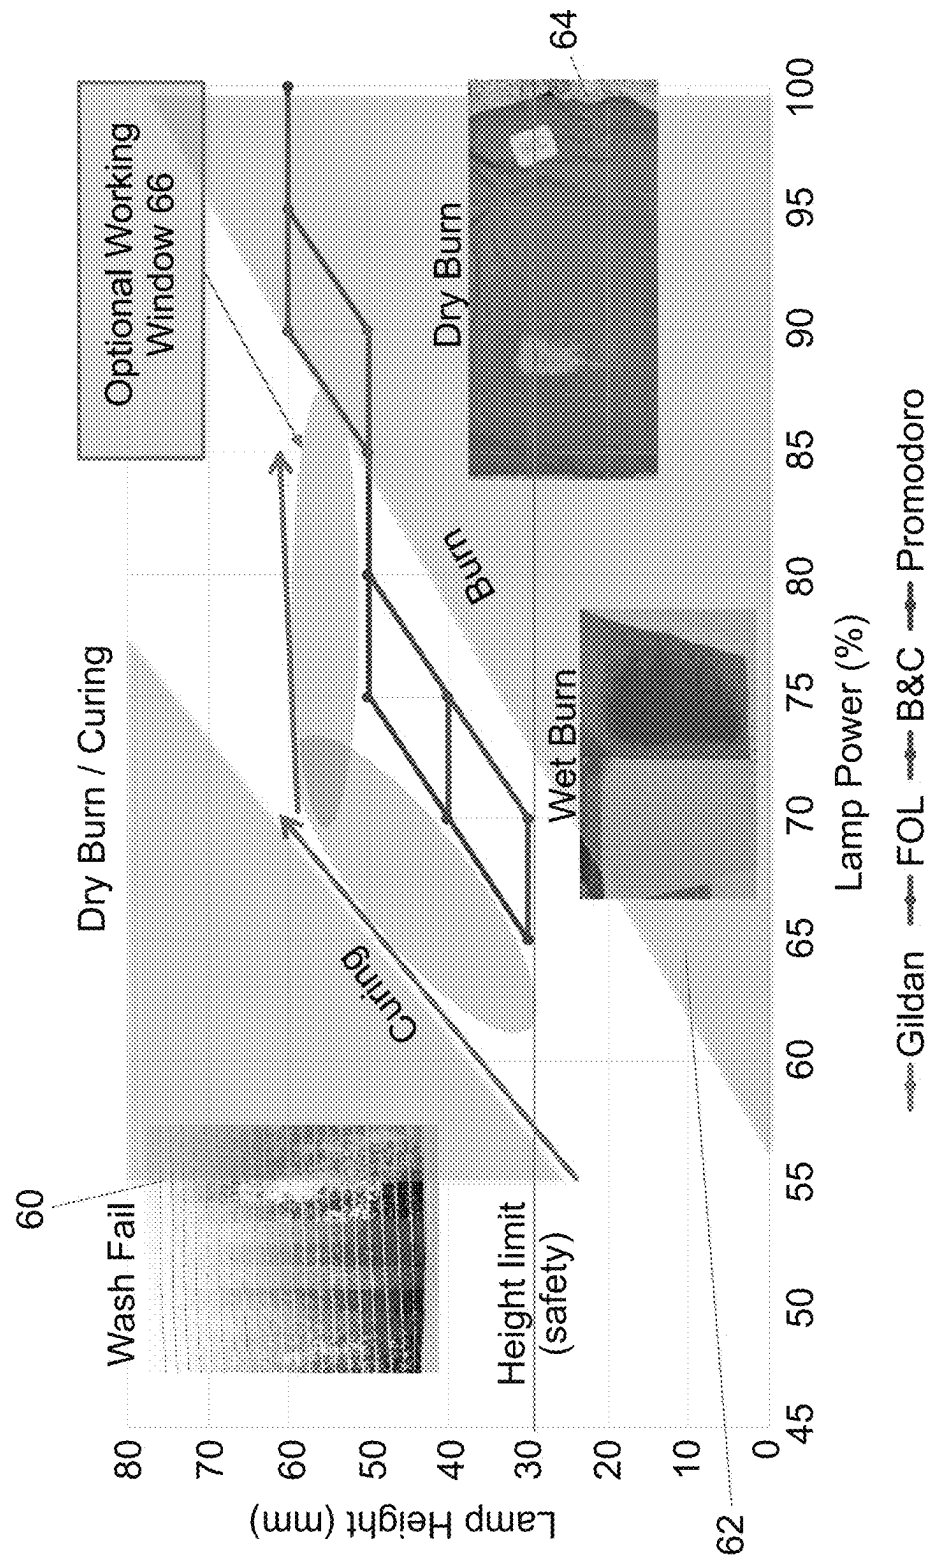 Dry Burn / Curing
Optional Working
Window 66
60
Wash Fail
Curing
Height limit
(safety)
Burn
Dry Burn
64
Wet Burn
62
Lamp Height (mm)
80
70
60
50
40
30
20
10
0
45
50
55
60
65
70
75
80
85
90
95
100
Lamp Power (%)
Gildan FOL B&C Promodoro